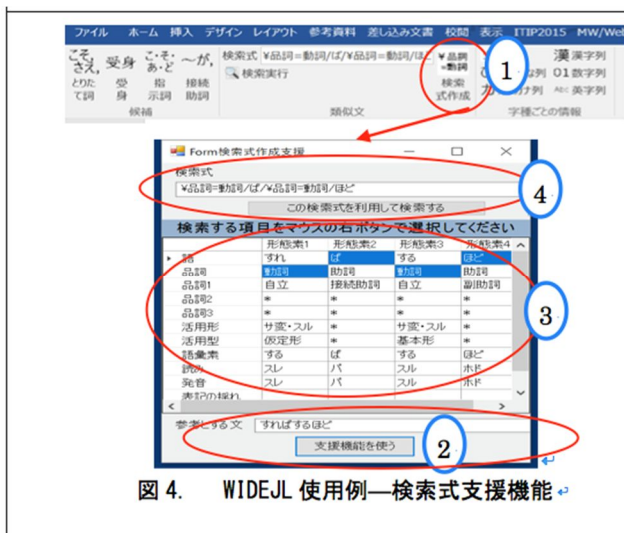 ファイル ホーム 挿入 デザイン レイアウト 参考資料 差し込み文書 校閲 表示 ITIP2015 MW/Web
こそ、さえ、 受身 こ・そ・あ・ど ～が、 検索式 ¥品詞=動詞/ば/¥品詞=動詞/ほど ¥品詞=動詞 漢 漢字列
検索実行 な列 01 数字列
とりたて詞 受身 指示詞 接続助詞 検索式作成 カ け列 ABC 英字列
候補 類似文 字種ごとの情報
1
Form検索式作成支援
検索式
¥品詞=動詞/ば/¥品詞=動詞/ほど
4
この検索式を利用して検索する
検索する項目をマウスの右ボタンで選択してください
形態素1 形態素2 形態素3 形態素4
語 すれ ば する ほど
品詞 動詞 助詞 動詞 助詞
品詞1 自立 接続助詞 自立 副助詞
品詞2 * * * *
品詞3 * * * *
3
活用形 サ変・スル * サ変・スル *
活用型 仮定形 * 基本形 *
語彙素 する ば する ほど
読み スレ バ スル ホド
発音 スレ バ スル ホド
表記の揺れ
参考とする文 すればするほど
支援機能を使う
2
図 4. WIDEJL 使用例―検索式支援機能